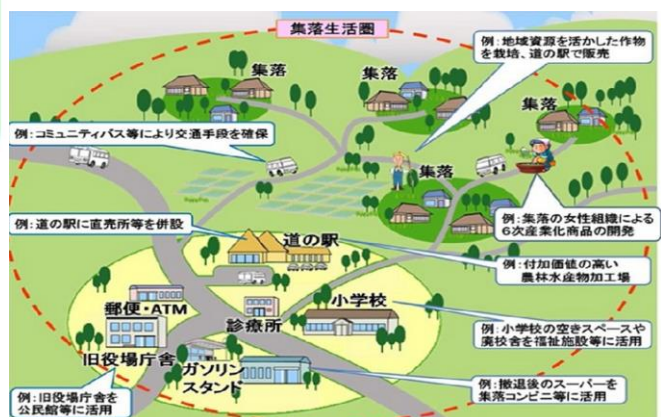 集落生活圏
例：地域資源を活かした作物
を栽培、道の駅で販売
集落
集落
集落
例：コミュニティバス等により交通手段を確保
集落
例：集落の女性組織による
6次産業化商品の開発
例：道の駅に直売所等を併設
道の駅
例：付加価値の高い
農林水産物加工場
郵便・ATM
診療所
小学校
例：小学校の空きスペースや
廃校舎を福祉施設等に活用
旧役場庁舎
ガソリン
スタンド
例：旧役場庁舎を
公民館等に活用
例：撤退後のスーパーを
集落コンビニ等に活用